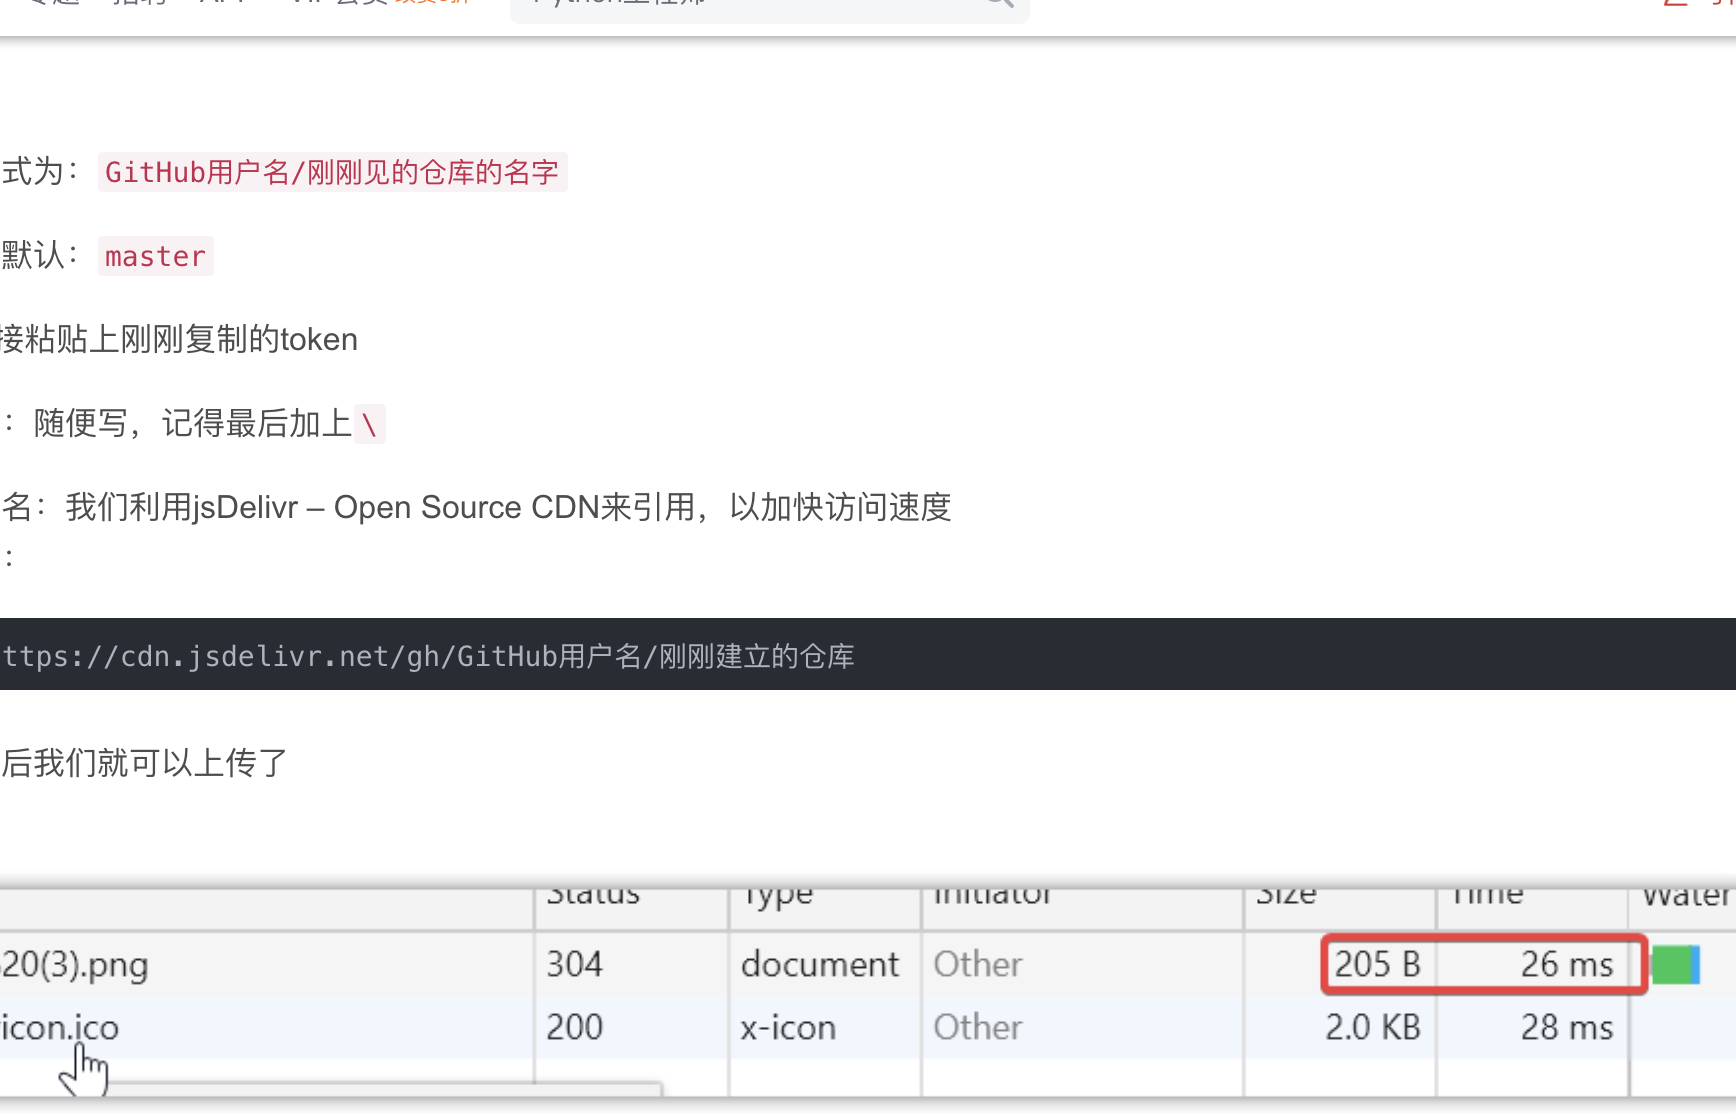 式为：GitHub用户名/刚刚见的仓库的名字
默认：master
接粘贴上刚刚复制的token
：随便写，记得最后加上\
名：我们利用jsDelivr – Open Source CDN来引用，以加快访问速度
：
ttps://cdn.jsdelivr.net/gh/GitHub用户名/刚刚建立的仓库
后我们就可以上传了
Status Type Initiator Size Time Water
20(3).png 304 document Other 205 B 26 ms
icon.ico 200 x-icon Other 2.0 KB 28 ms